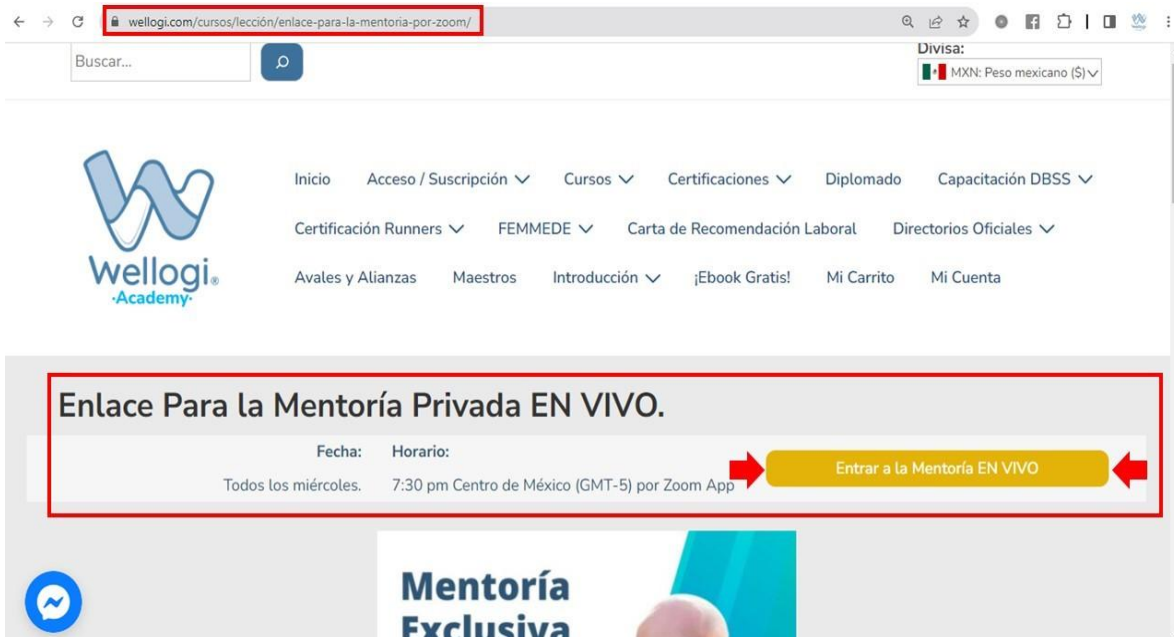 wellogi.com/cursos/lección/enlace-para-la-mentoria-por-zoom/
Buscar...
Divisa:
MXN: Peso mexicano ($)
Inicio Acceso / Suscripción Cursos Certificaciones Diplomado Capacitación DBSS
Certificación Runners FEMMEDE Carta de Recomendación Laboral Directorios Oficiales
Avales y Alianzas Maestros Introducción ¡Ebook Gratis! Mi Carrito Mi Cuenta
Wellogi®
·Academy·
Enlace Para la Mentoría Privada EN VIVO.
Fecha: Horario:
Todos los miércoles. 7:30 pm Centro de México (GMT-5) por Zoom App
Entrar a la Mentoría EN VIVO
Mentoría
Exclusiva